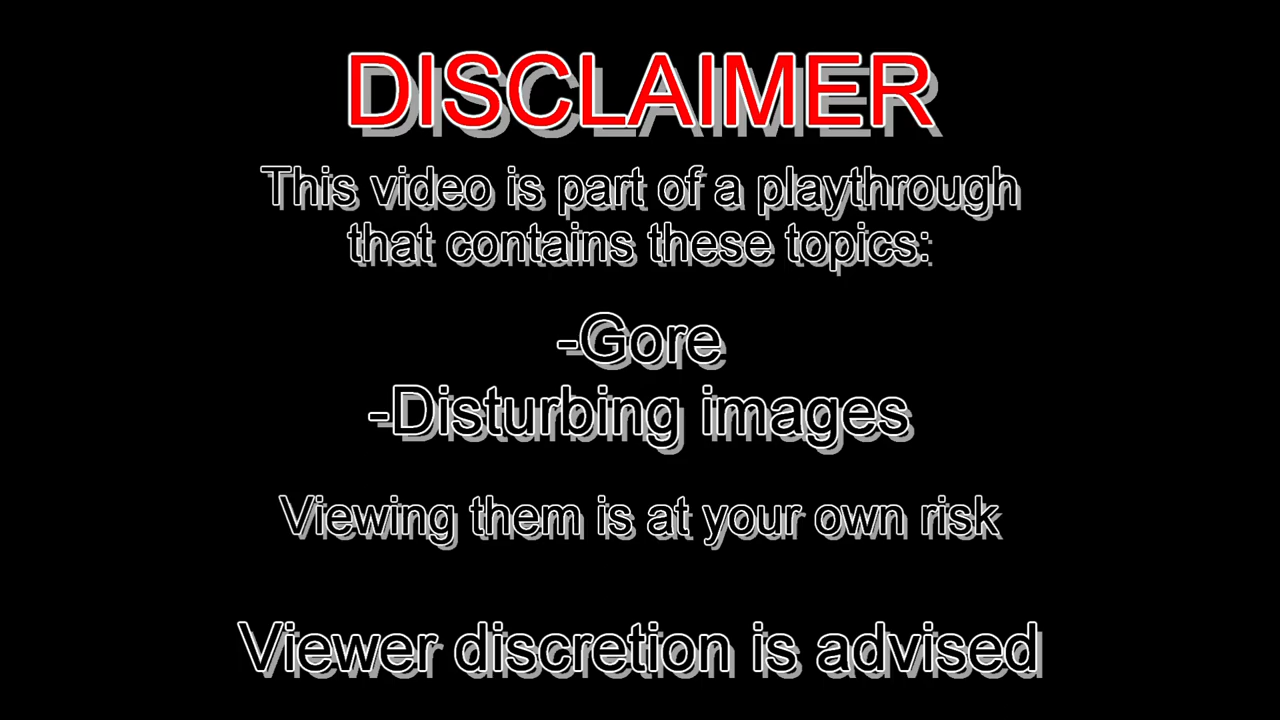 DISCLAIMER
This video is part of a playthrough
that contains these topics:
-Gore
-Disturbing images
Viewing them is at your own risk
Viewer discretion is advised